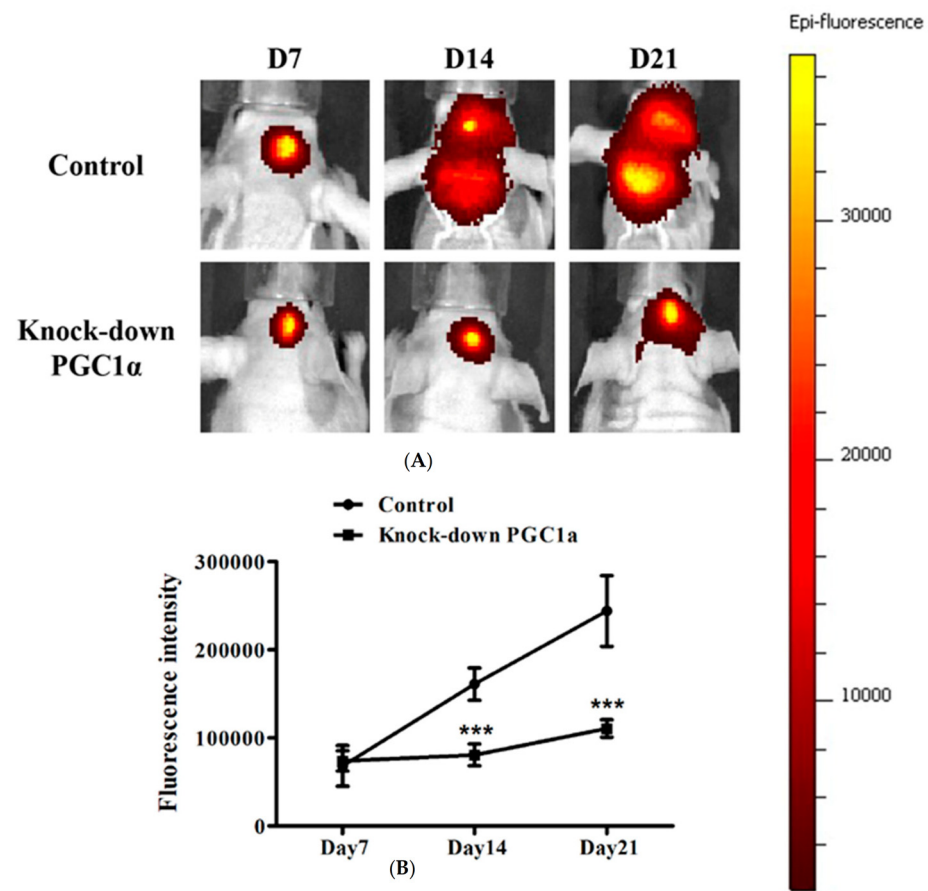 Epi-fluorescence
D7
D14
D21
Control
Knock-down
PGC1α
30000
20000
10000
(A)
Control
Knock-down PGC1a
Fluorescence intensity
300000
200000
100000
0
***
***
Day7
Day14
Day21
(B)